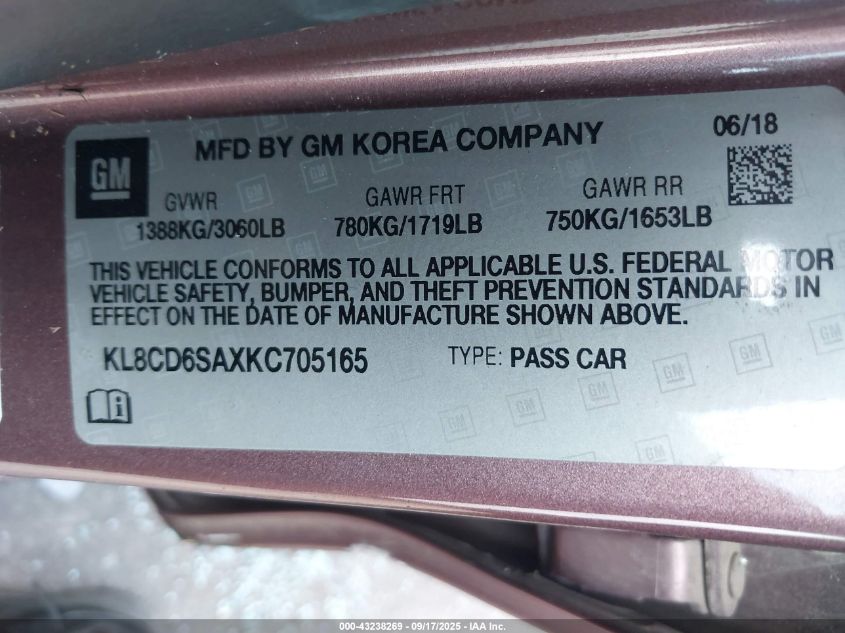 MFD BY GM KOREA COMPANY 06/18
GM
GVWR GAWR FRT GAWR RR
1388KG/3060LB 780KG/1719LB 750KG/1653LB
THIS VEHICLE CONFORMS TO ALL APPLICABLE U.S. FEDERAL MOTOR
VEHICLE SAFETY, BUMPER, AND THEFT PREVENTION STANDARDS IN
EFFECT ON THE DATE OF MANUFACTURE SHOWN ABOVE.
KL8CD6SAXKC705165 TYPE: PASS CAR
000-43238269 - 09/17/2025 - IAA Inc.